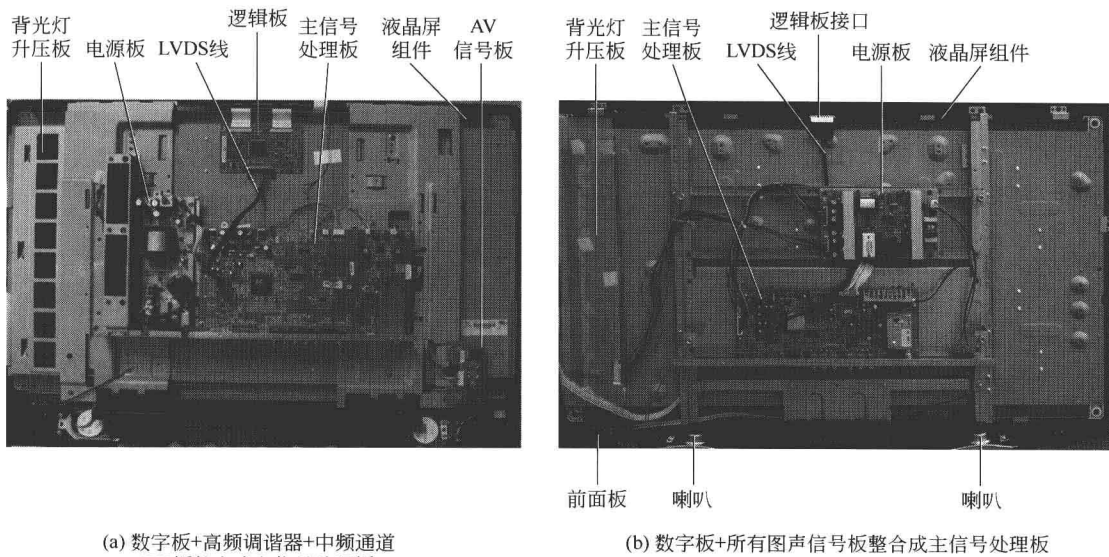 背光灯
升压板
电源板
LVDS线
逻辑板
主信号
处理板
液晶屏
组件
AV
信号板
背光灯
升压板
主信号
处理板
LVDS线
逻辑板接口
电源板
液晶屏组件
前面板
喇叭
喇叭
(a) 数字板+高频调谐器+中频通道
(b) 数字板+所有图声信号板整合成主信号处理板